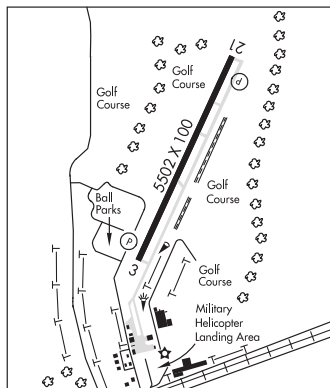 21
Golf
Course
P
Golf
Course
5502 X 100
Golf
Course
Ball
Parks
P
3
Golf
Course
Military
Helicopter
Landing Area